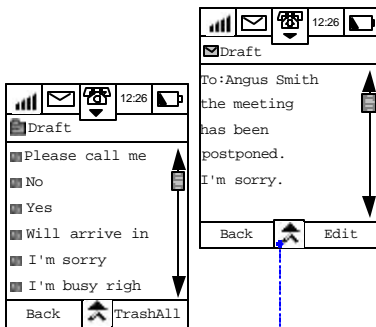 12:26
Draft
Please call me
No
Yes
Will arrive in
I'm sorry
I'm busy righ
Back
TrashAll
12:26
Draft
To:Angus Smith
the meeting
has been
postponed.
I'm sorry.
Back
Edit